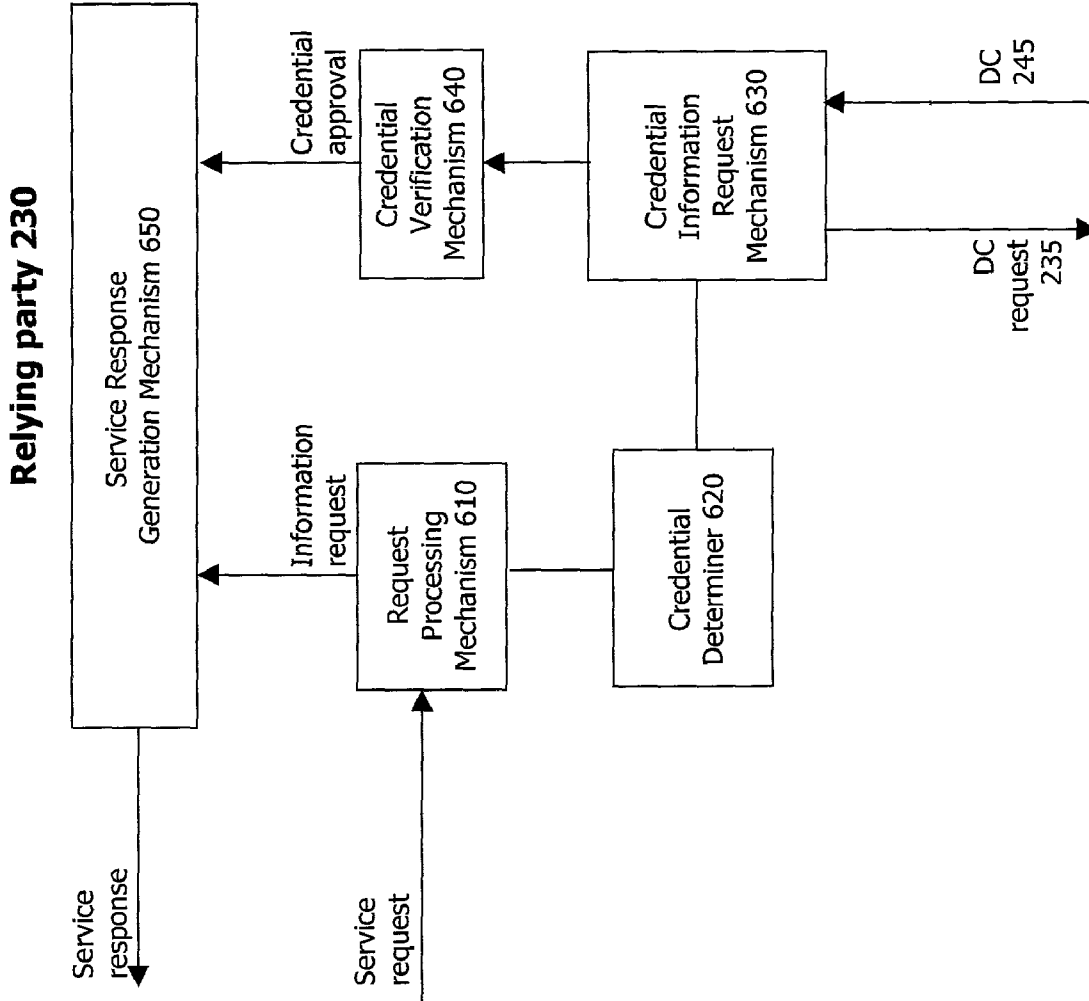 Relying party 230
Service Response
Generation Mechanism 650
Service
response
Information
request
Credential
approval
Service
request
Request
Processing
Mechanism 610
Credential
Verification
Mechanism 640
Credential
Determiner 620
Credential
Information
Request
Mechanism 630
DC
request
235
DC
245